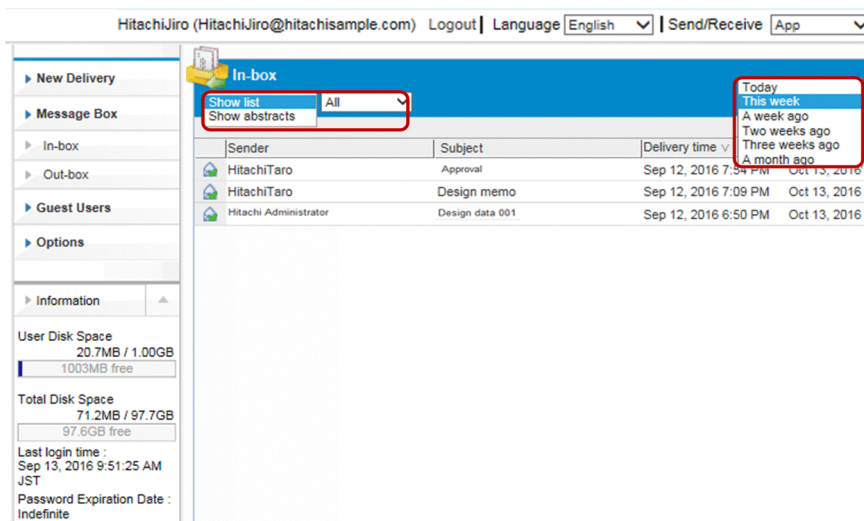 HitachiJiro (HitachiJiro@hitachisample.com) Logout Language English Send/Receive App
New Delivery
Message Box
In-box
Out-box
Guest Users
Options
Information
User Disk Space
20.7MB / 1.00GB
1003MB free
Total Disk Space
71.2MB / 97.7GB
97.6GB free
Last login time :
Sep 13, 2016 9:51:25 AM
JST
Password Expiration Date :
Indefinite
In-box
Show list All
Show abstracts
Today
This week
A week ago
Two weeks ago
Three weeks ago
A month ago
Sender Subject Delivery time
HitachiTaro Approval Sep 12, 2016 7:54 PM Oct 13, 2016
HitachiTaro Design memo Sep 12, 2016 7:09 PM Oct 13, 2016
Hitachi Administrator Design data 001 Sep 12, 2016 6:50 PM Oct 13, 2016